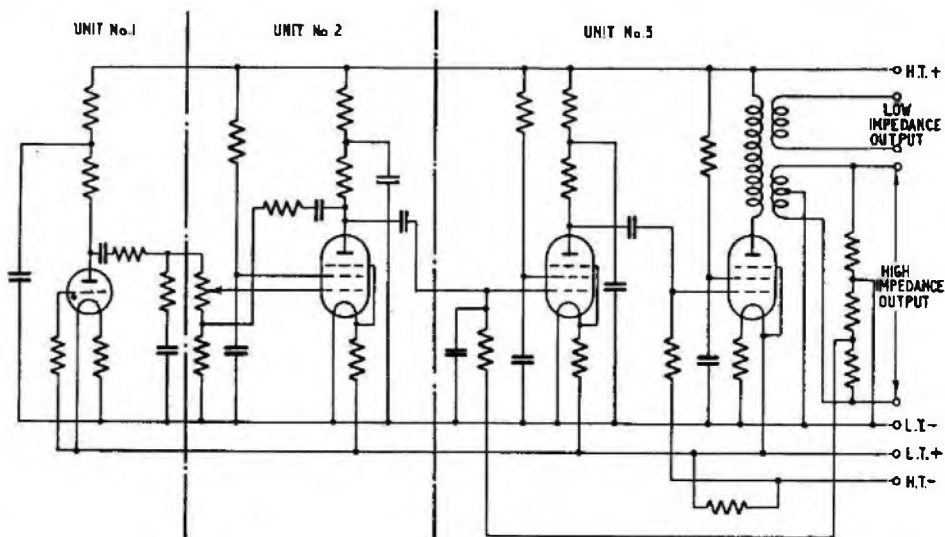 UNIT No.1
UNIT No 2
UNIT No.3
H.T.+
LOW
IMPEDANCE
OUTPUT
HIGH
IMPEDANCE
OUTPUT
L.T.-
L.T.+
H.T.-